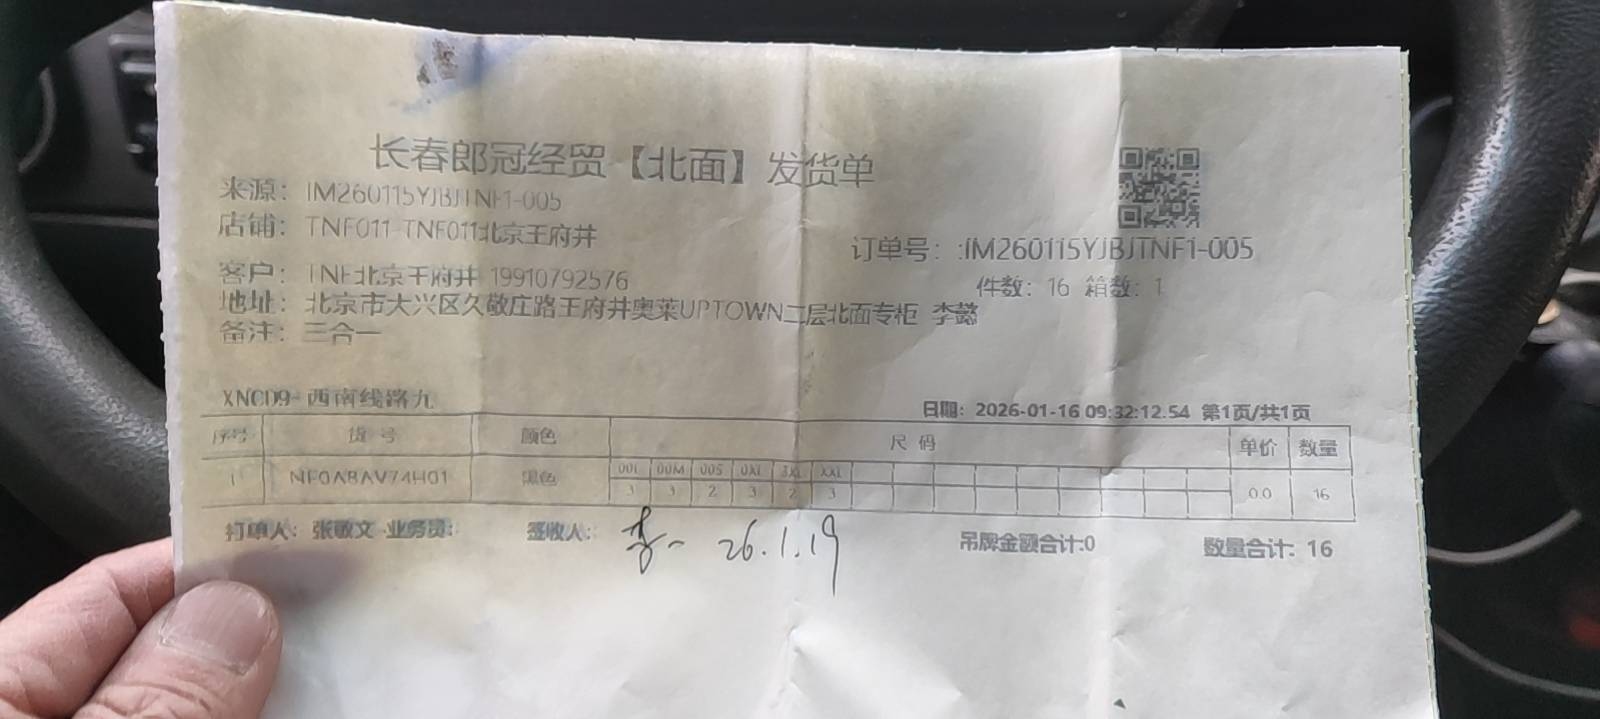 长春郎冠经贸【北面】发货单
来源: IM260115YJBJTNF1-005
店铺: TNF011-TNF011北京王府井
订单号: :IM260115YJBJTNF1-005
客户: TNF北京王府井 19910792576
件数: 16 箱数: 1
地址: 北京市大兴区久敬庄路王府井奥莱UPTOWN二层北面专柜 李懿
备注: 三合一
XNC09- 西南线路九
日期: 2026-01-16 09:32:12.54 第1页/共1页
序号 货号 颜色 尺码 单价 数量
00L 00M 00S 0XL 3XL XXL
1 NF0A8AV74H01 黑色 3 3 2 3 2 3 0.0 16
打单人: 张敏文 业务员: 签收人: 26.1.19 吊牌金额合计:0 数量合计: 16